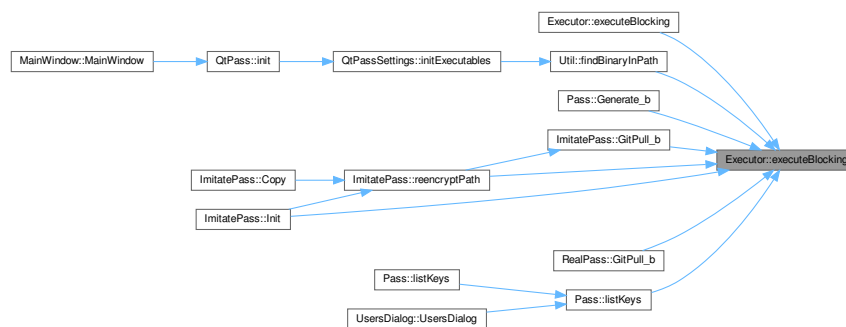 Executor::executeBlocking
MainWindow::MainWindow
QtPass::init
QtPassSettings::initExecutables
Util::findBinaryInPath
Pass::Generate_b
ImitatePass::GitPull_b
Executor::executeBlocking
ImitatePass::Copy
ImitatePass::reencryptPath
ImitatePass::Init
RealPass::GitPull_b
Pass::listKeys
Pass::listKeys
UsersDialog::UsersDialog